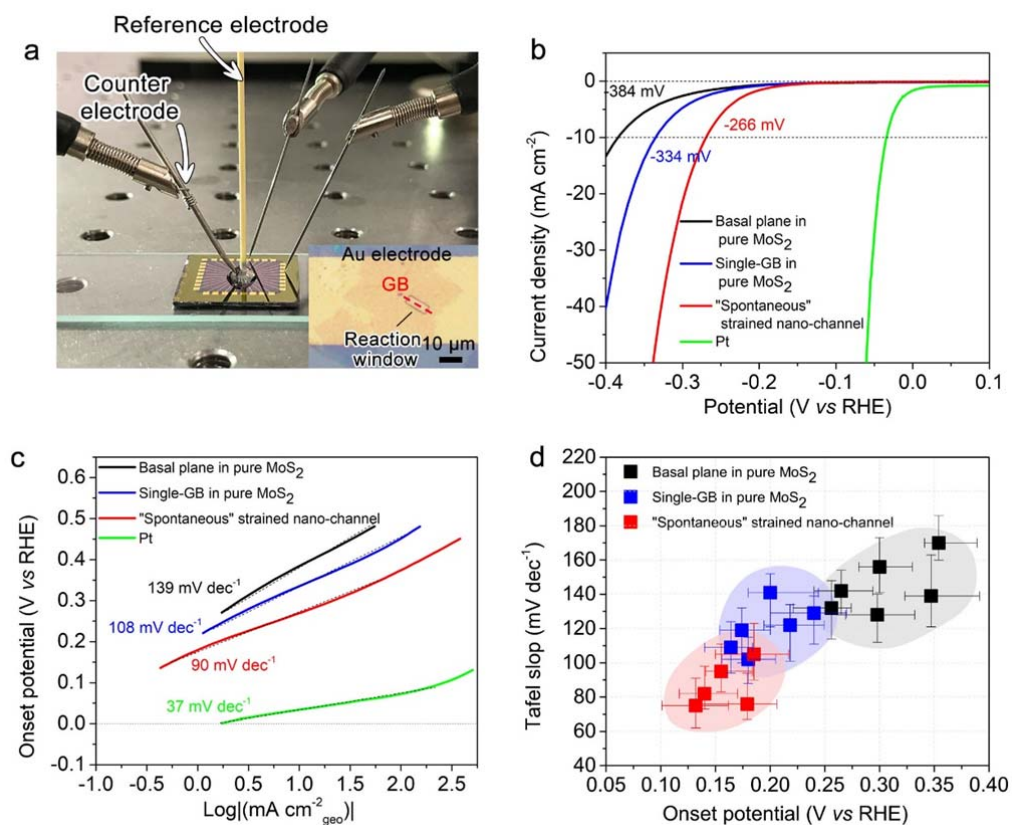 a
Reference electrode
Counter
electrode
Au electrode
GB
Reaction
window
10 μm
b
Current density (mA cm-2)
0
-10
-20
-30
-40
-50
-384 mV
-334 mV
-266 mV
Basal plane in
pure MoS2
Single-GB in
pure MoS2
"Spontaneous"
strained nano-channel
Pt
-0.4
-0.3
-0.2
-0.1
0.0
0.1
Potential (V vs RHE)
c
Onset potential (V vs RHE)
0.6
0.5
0.4
0.3
0.2
0.1
0.0
-0.1
Basal plane in pure MoS2
Single-GB in pure MoS2
"Spontaneous" strained nano-channel
Pt
139 mV dec-1
108 mV dec-1
90 mV dec-1
37 mV dec-1
-1.0
-0.5
0.0
0.5
1.0
1.5
2.0
2.5
Log|(mA cm-2geo)|
d
Tafel slop (mV dec-1)
220
200
180
160
140
120
100
80
60
40
Basal plane in pure MoS2
Single-GB in pure MoS2
"Spontaneous" strained nano-channel
0.05
0.10
0.15
0.20
0.25
0.30
0.35
0.40
Onset potential (V vs RHE)